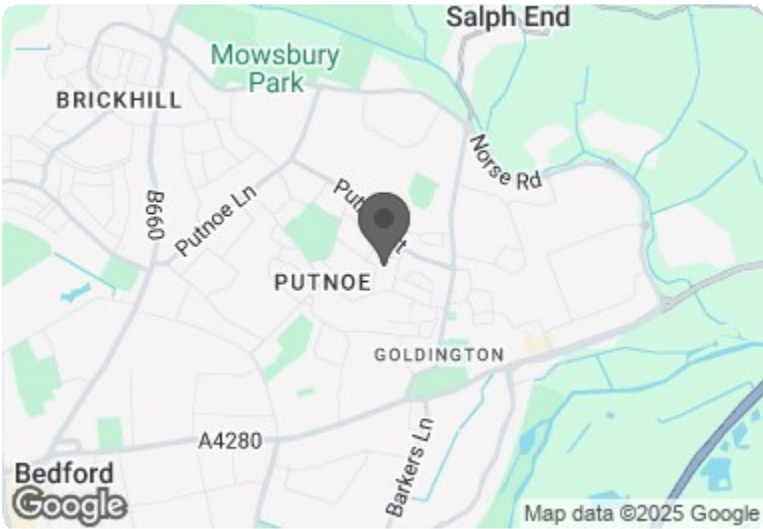 Salph End
Mowsbury
Park
BRICKHILL
Norse Rd
Putnoe Ln
B660
PUTNOE
GOLDINGTON
A4280
Barkers Ln
Bedford
Google
Map data ©2025 Google